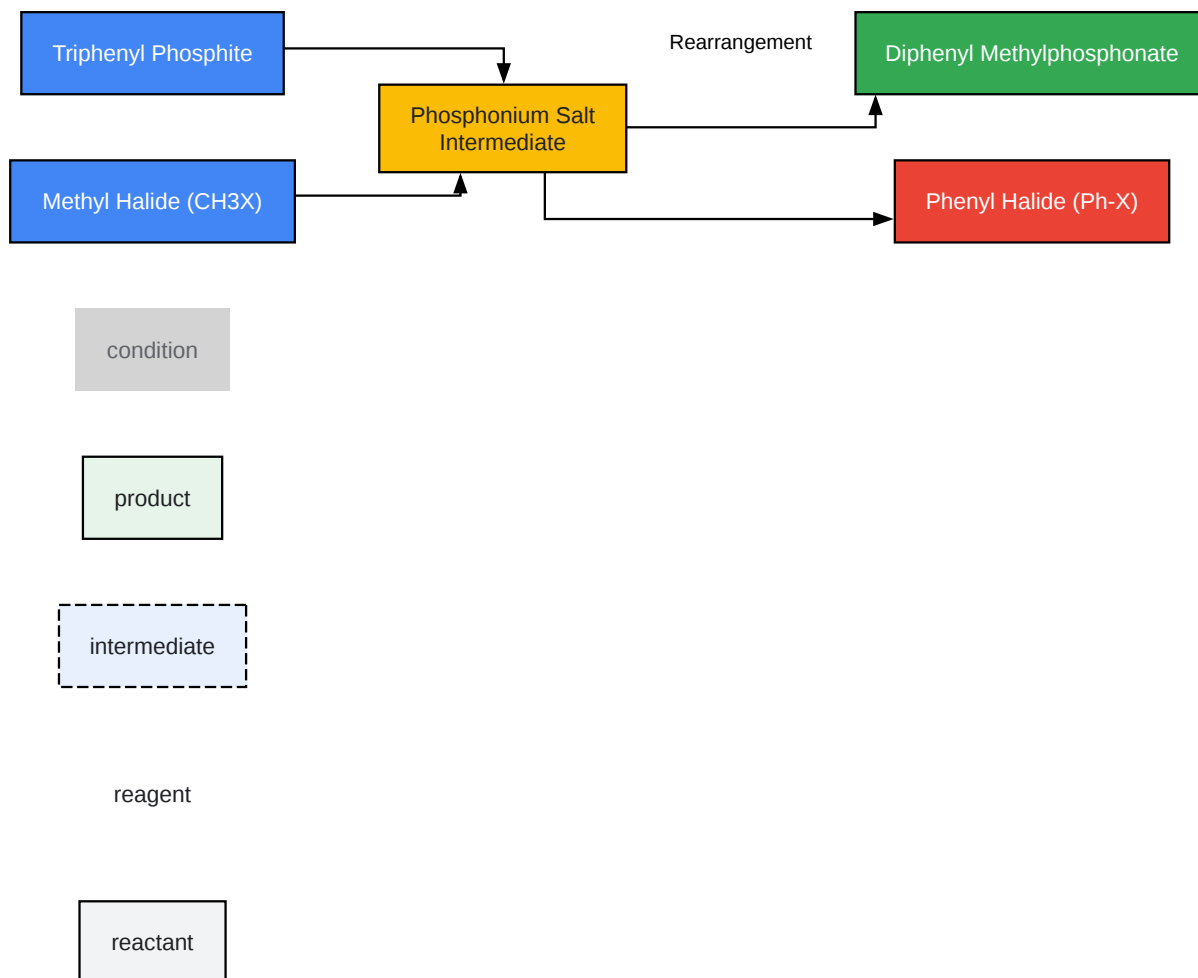 Triphenyl Phosphite
Rearrangement
Diphenyl Methylphosphonate
Phosphonium Salt
Intermediate
Methyl Halide (CH3X)
Phenyl Halide (Ph-X)
condition
product
intermediate
reagent
reactant